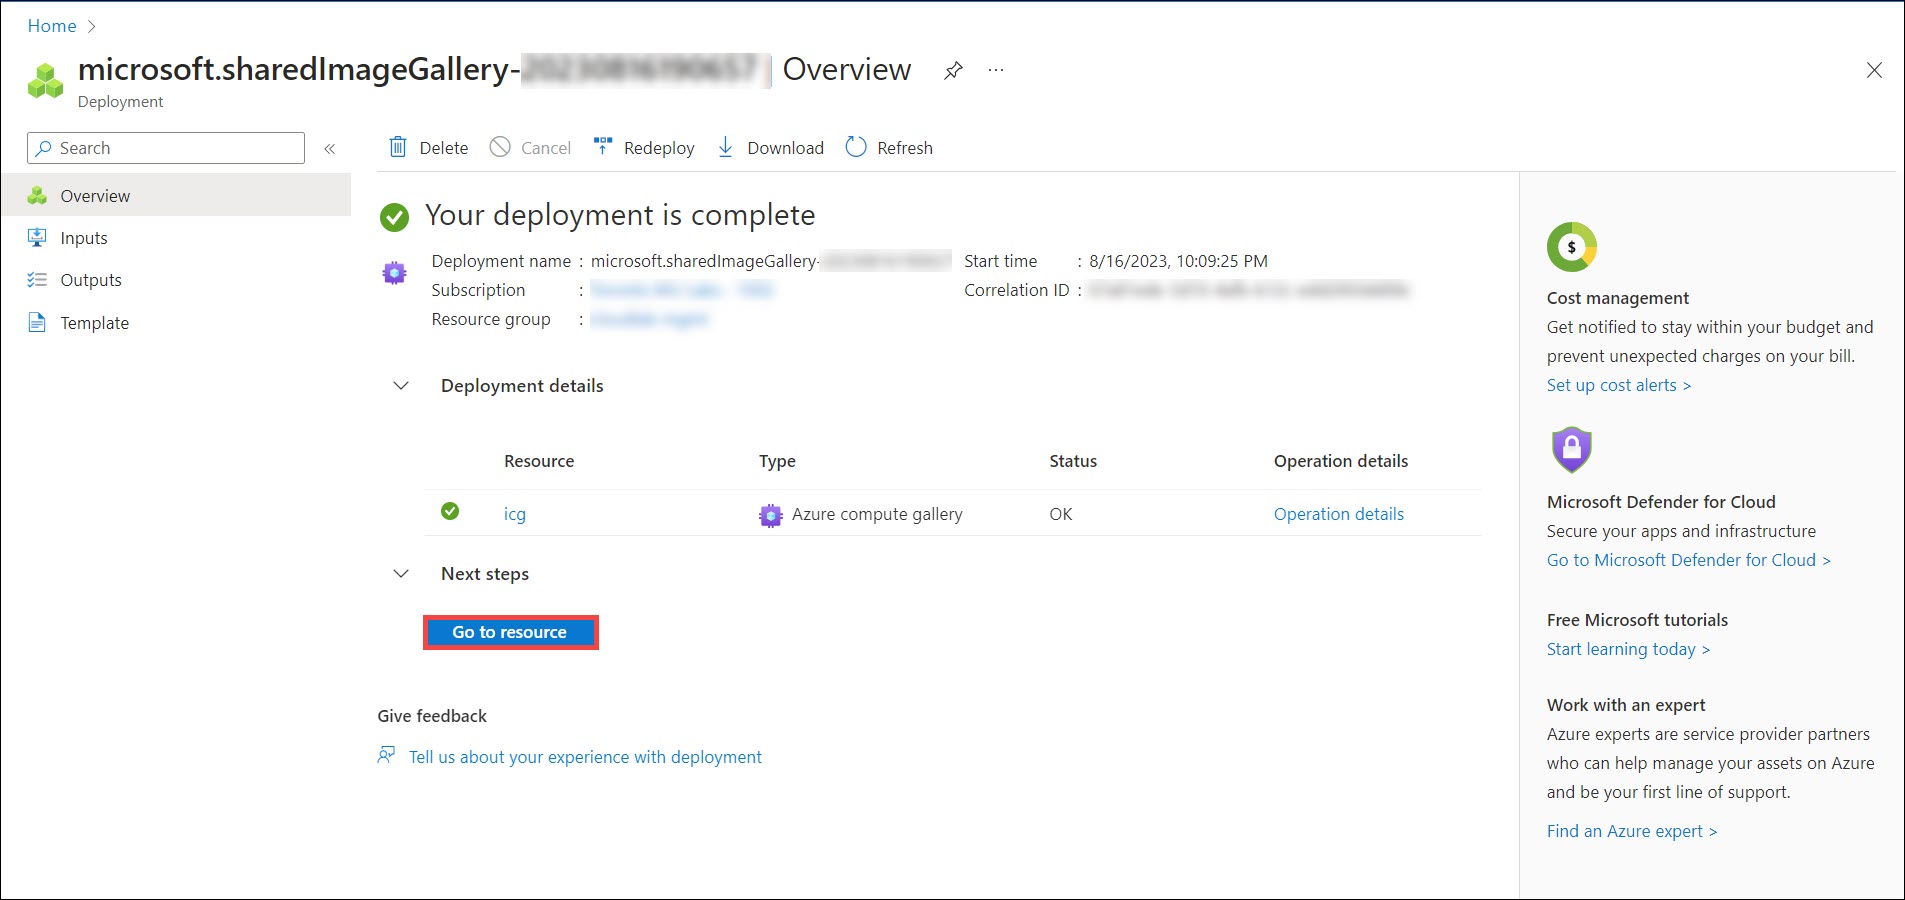 Home >
microsoft.sharedImageGallery- | Overview ...
Deployment
Search «
Delete Cancel Redeploy Download Refresh
Overview
Inputs
Outputs
Template
Your deployment is complete
Deployment name : microsoft.sharedImageGallery-
Subscription :
Resource group :
Start time : 8/16/2023, 10:09:25 PM
Correlation ID :
Deployment details
Resource Type Status Operation details
icg Azure compute gallery OK Operation details
Next steps
Go to resource
Give feedback
Tell us about your experience with deployment
$
Cost management
Get notified to stay within your budget and
prevent unexpected charges on your bill.
Set up cost alerts >
Microsoft Defender for Cloud
Secure your apps and infrastructure
Go to Microsoft Defender for Cloud >
Free Microsoft tutorials
Start learning today >
Work with an expert
Azure experts are service provider partners
who can help manage your assets on Azure
and be your first line of support.
Find an Azure expert >